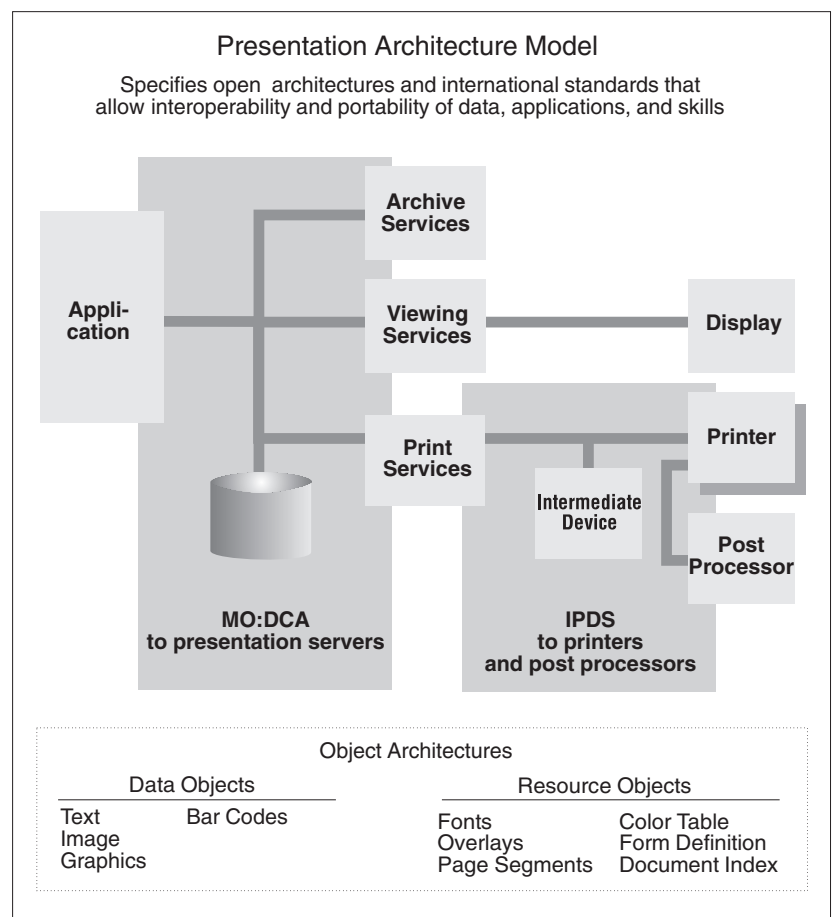 Presentation Architecture Model
Specifies open architectures and international standards that
allow interoperability and portability of data, applications, and skills
Archive
Services
Appli-
cation
Viewing
Services
Display
Print
Services
Printer
Intermediate
Device
Post
Processor
MO:DCA
to presentation servers
IPDS
to printers
and post processors
Object Architectures
Data Objects
Text
Image
Graphics
Bar Codes
Resource Objects
Fonts
Overlays
Page Segments
Color Table
Form Definition
Document Index